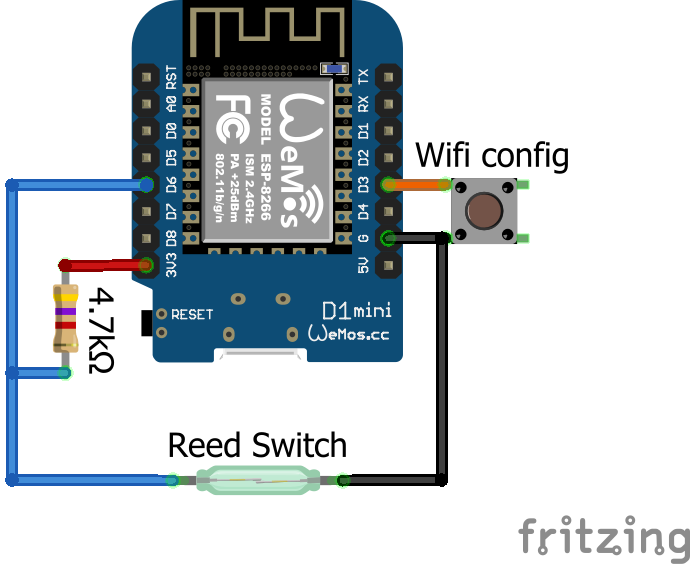 RST
A0
D0
D5
D6
D7
D8
3V3
TX
RX
D1
D2
D3
D4
G
5V
WeMos
MODEL ESP-8266
ISM 2.4GHz
PA +25dBm
802.11b/g/n
FC
Wifi config
4.7kΩ
RESET
D1 mini
WeMos.cc
Reed Switch
fritzing